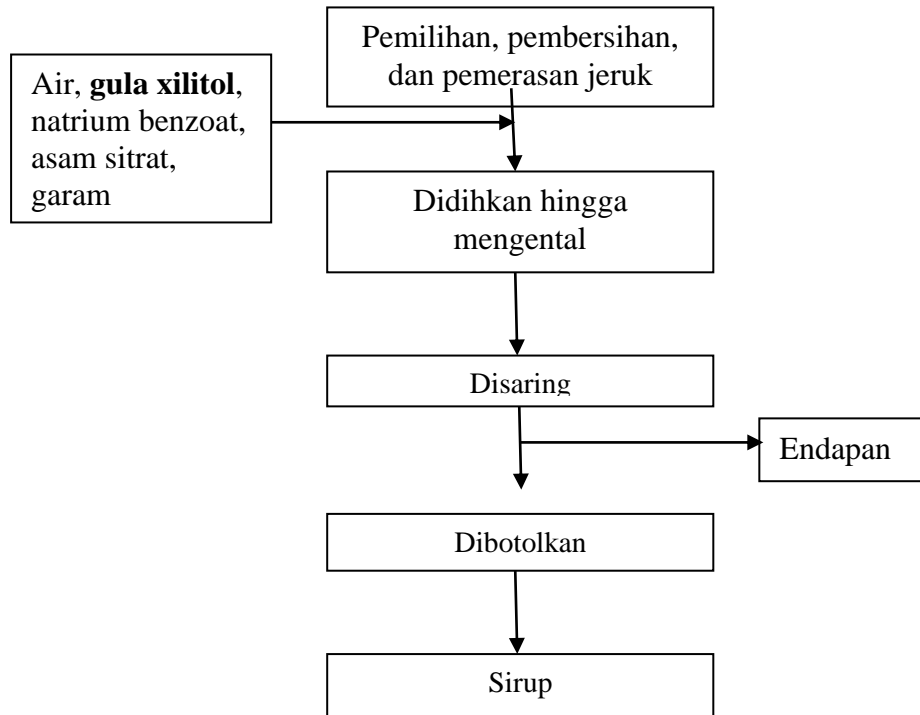 Pemilihan, pembersihan,
dan pemerasan jeruk
Air, gula xilitol,
natrium benzoat,
asam sitrat,
garam
Didihkan hingga
mengental
Disaring
Endapan
Dibotolkan
Sirup